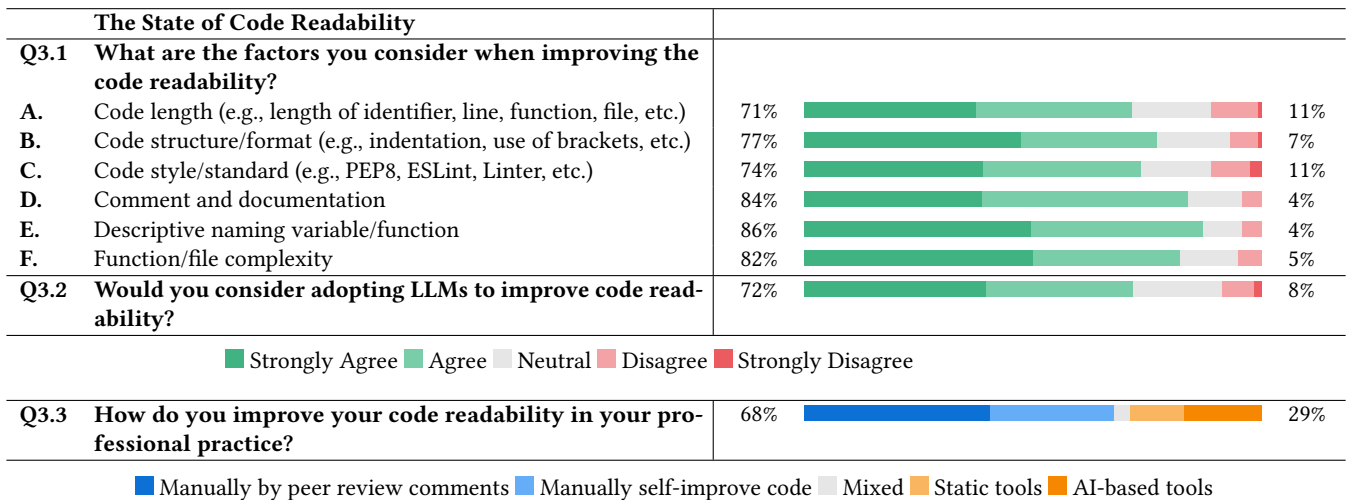 The State of Code Readability
Q3.1 What are the factors you consider when improving the
code readability?
A. Code length (e.g., length of identifier, line, function, file, etc.) 71% 11%
B. Code structure/format (e.g., indentation, use of brackets, etc.) 77% 7%
C. Code style/standard (e.g., PEP8, ESLint, Linter, etc.) 74% 11%
D. Comment and documentation 84% 4%
E. Descriptive naming variable/function 86% 4%
F. Function/file complexity 82% 5%
Q3.2 Would you consider adopting LLMs to improve code read- 72% 8%
ability?
Strongly Agree Agree Neutral Disagree Strongly Disagree
Q3.3 How do you improve your code readability in your pro- 68% 29%
fessional practice?
Manually by peer review comments Manually self-improve code Mixed Static tools AI-based tools